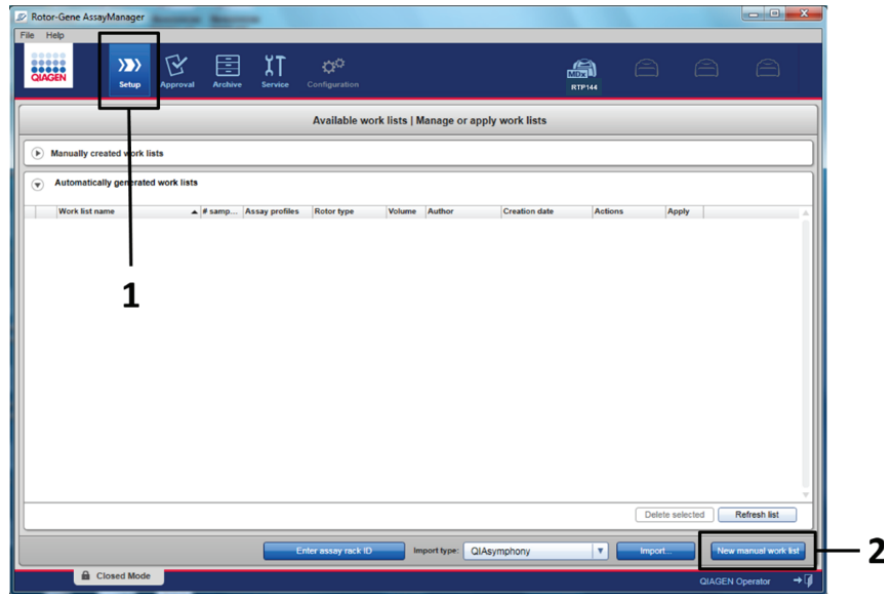 Rotor-Gene AssayManager
File Help
QIAGEN
Setup Approval Archive Service Configuration
MDx
RTP144
1
Available work lists | Manage or apply work lists
Manually created work lists
Automatically generated work lists
Work list name # samp... Assay profiles Rotor type Volume Author Creation date Actions Apply
Delete selected Refresh list
Enter assay rack ID Import type: QIAsymphony Import... New manual work list
2
Closed Mode QIAGEN Operator